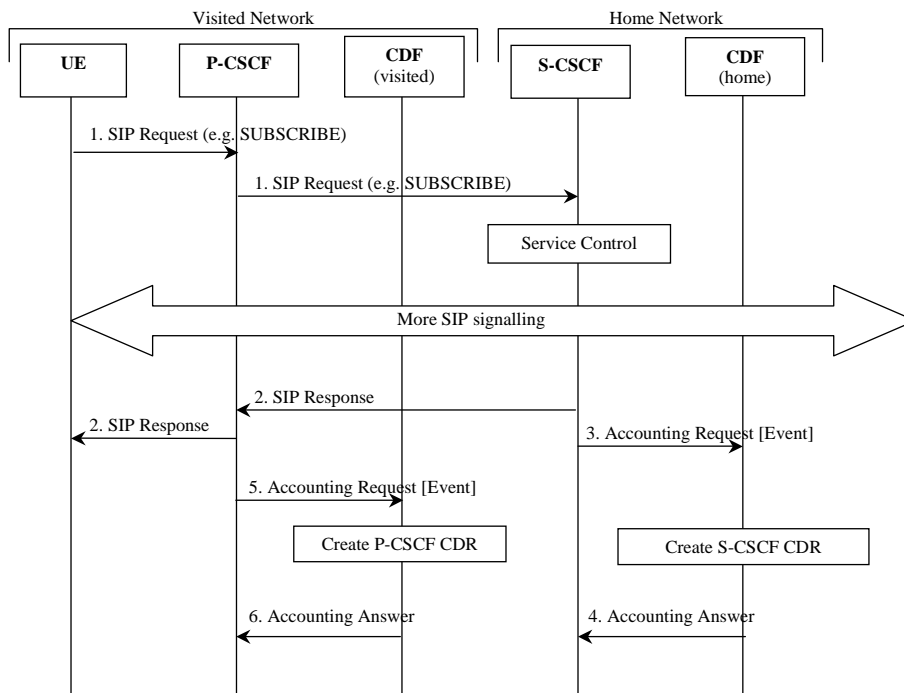 Visited Network
Home Network
UE
P-CSCF
CDF
(visited)
S-CSCF
CDF
(home)
1. SIP Request (e.g. SUBSCRIBE)
1. SIP Request (e.g. SUBSCRIBE)
Service Control
More SIP signalling
2. SIP Response
2. SIP Response
3. Accounting Request [Event]
5. Accounting Request [Event]
Create P-CSCF CDR
Create S-CSCF CDR
6. Accounting Answer
4. Accounting Answer